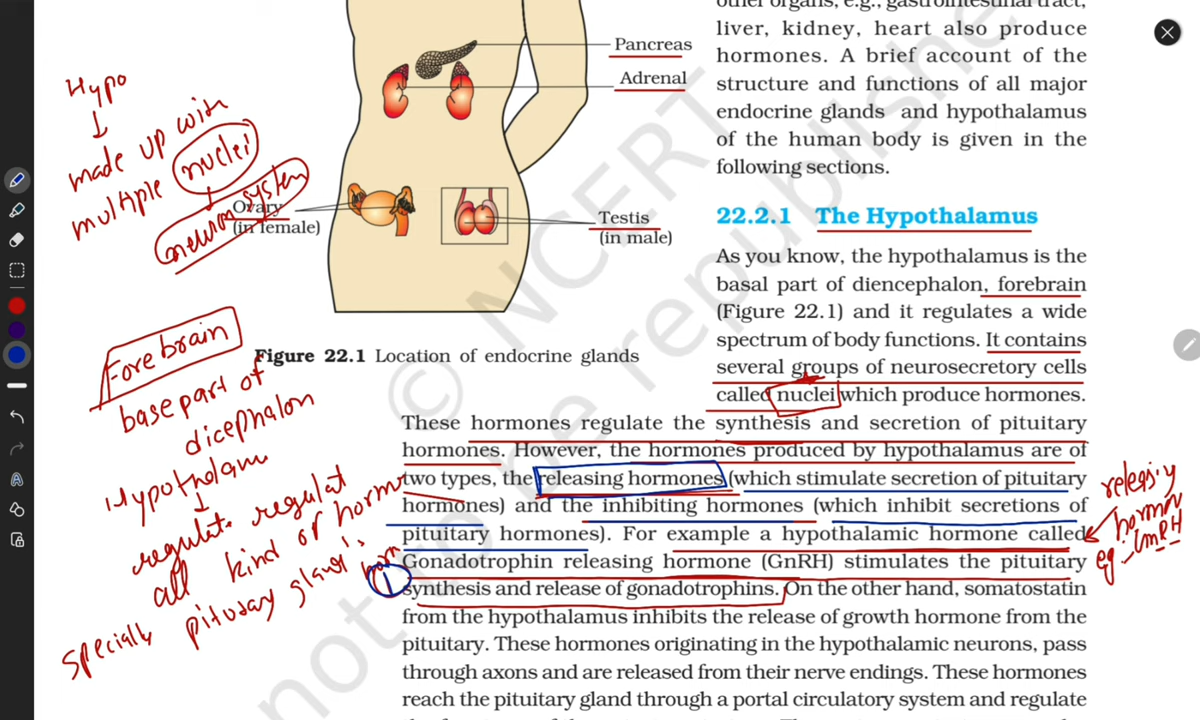 other organs, e.g., gastrointestinal tract,
liver, kidney, heart also produce
hormones. A brief account of the
structure and functions of all major
endocrine glands and hypothalamus
of the human body is given in the
following sections.
Pancreas
Adrenal
Ovary
(in female)
Testis
(in male)
Figure 22.1 Location of endocrine glands
Hypo
made up with
multiple nuclei
neuron system
22.2.1 The Hypothalamus
As you know, the hypothalamus is the
basal part of diencephalon, forebrain
(Figure 22.1) and it regulates a wide
spectrum of body functions. It contains
several groups of neurosecretory cells
called nuclei which produce hormones.
These hormones regulate the synthesis and secretion of pituitary
hormones. However, the hormones produced by hypothalamus are of
two types, the releasing hormones (which stimulate secretion of pituitary
hormones) and the inhibiting hormones (which inhibit secretions of
pituitary hormones). For example a hypothalamic hormone called
Gonadotrophin releasing hormone (GnRH) stimulates the pituitary
synthesis and release of gonadotrophins. On the other hand, somatostatin
from the hypothalamus inhibits the release of growth hormone from the
pituitary. These hormones originating in the hypothalamic neurons, pass
through axons and are released from their nerve endings. These hormones
reach the pituitary gland through a portal circulatory system and regulate
Forebrain
base part of
dicephalon
regulate regulat
all kind of hormo
specially pitusary gland's horm
1
hormon
eg
© NCERT
not to be republished